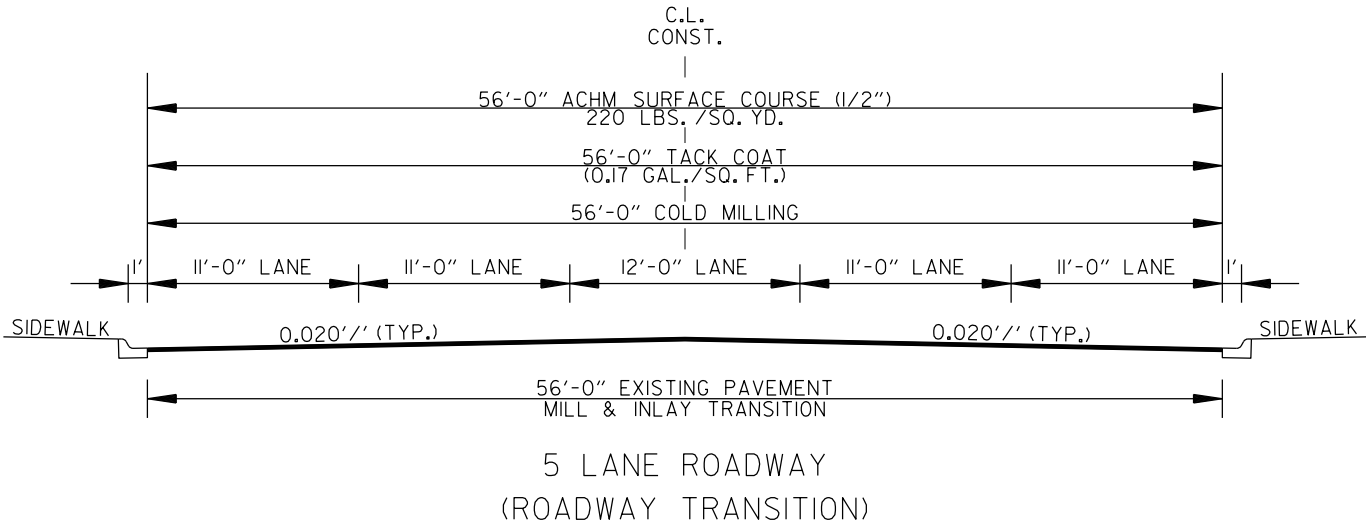 C.L.
CONST.
56'-0" ACHM SURFACE COURSE (1/2")
220 LBS./SQ.YD.
56'-0" TACK COAT
(0.17 GAL./SQ.FT.)
56'-0" COLD MILLING
1' 11'-0" LANE 11'-0" LANE 12'-0" LANE 11'-0" LANE 11'-0" LANE 1'
SIDEWALK 0.020'/' (TYP.) 0.020'/' (TYP.) SIDEWALK
56'-0" EXISTING PAVEMENT
MILL & INLAY TRANSITION
5 LANE ROADWAY
(ROADWAY TRANSITION)